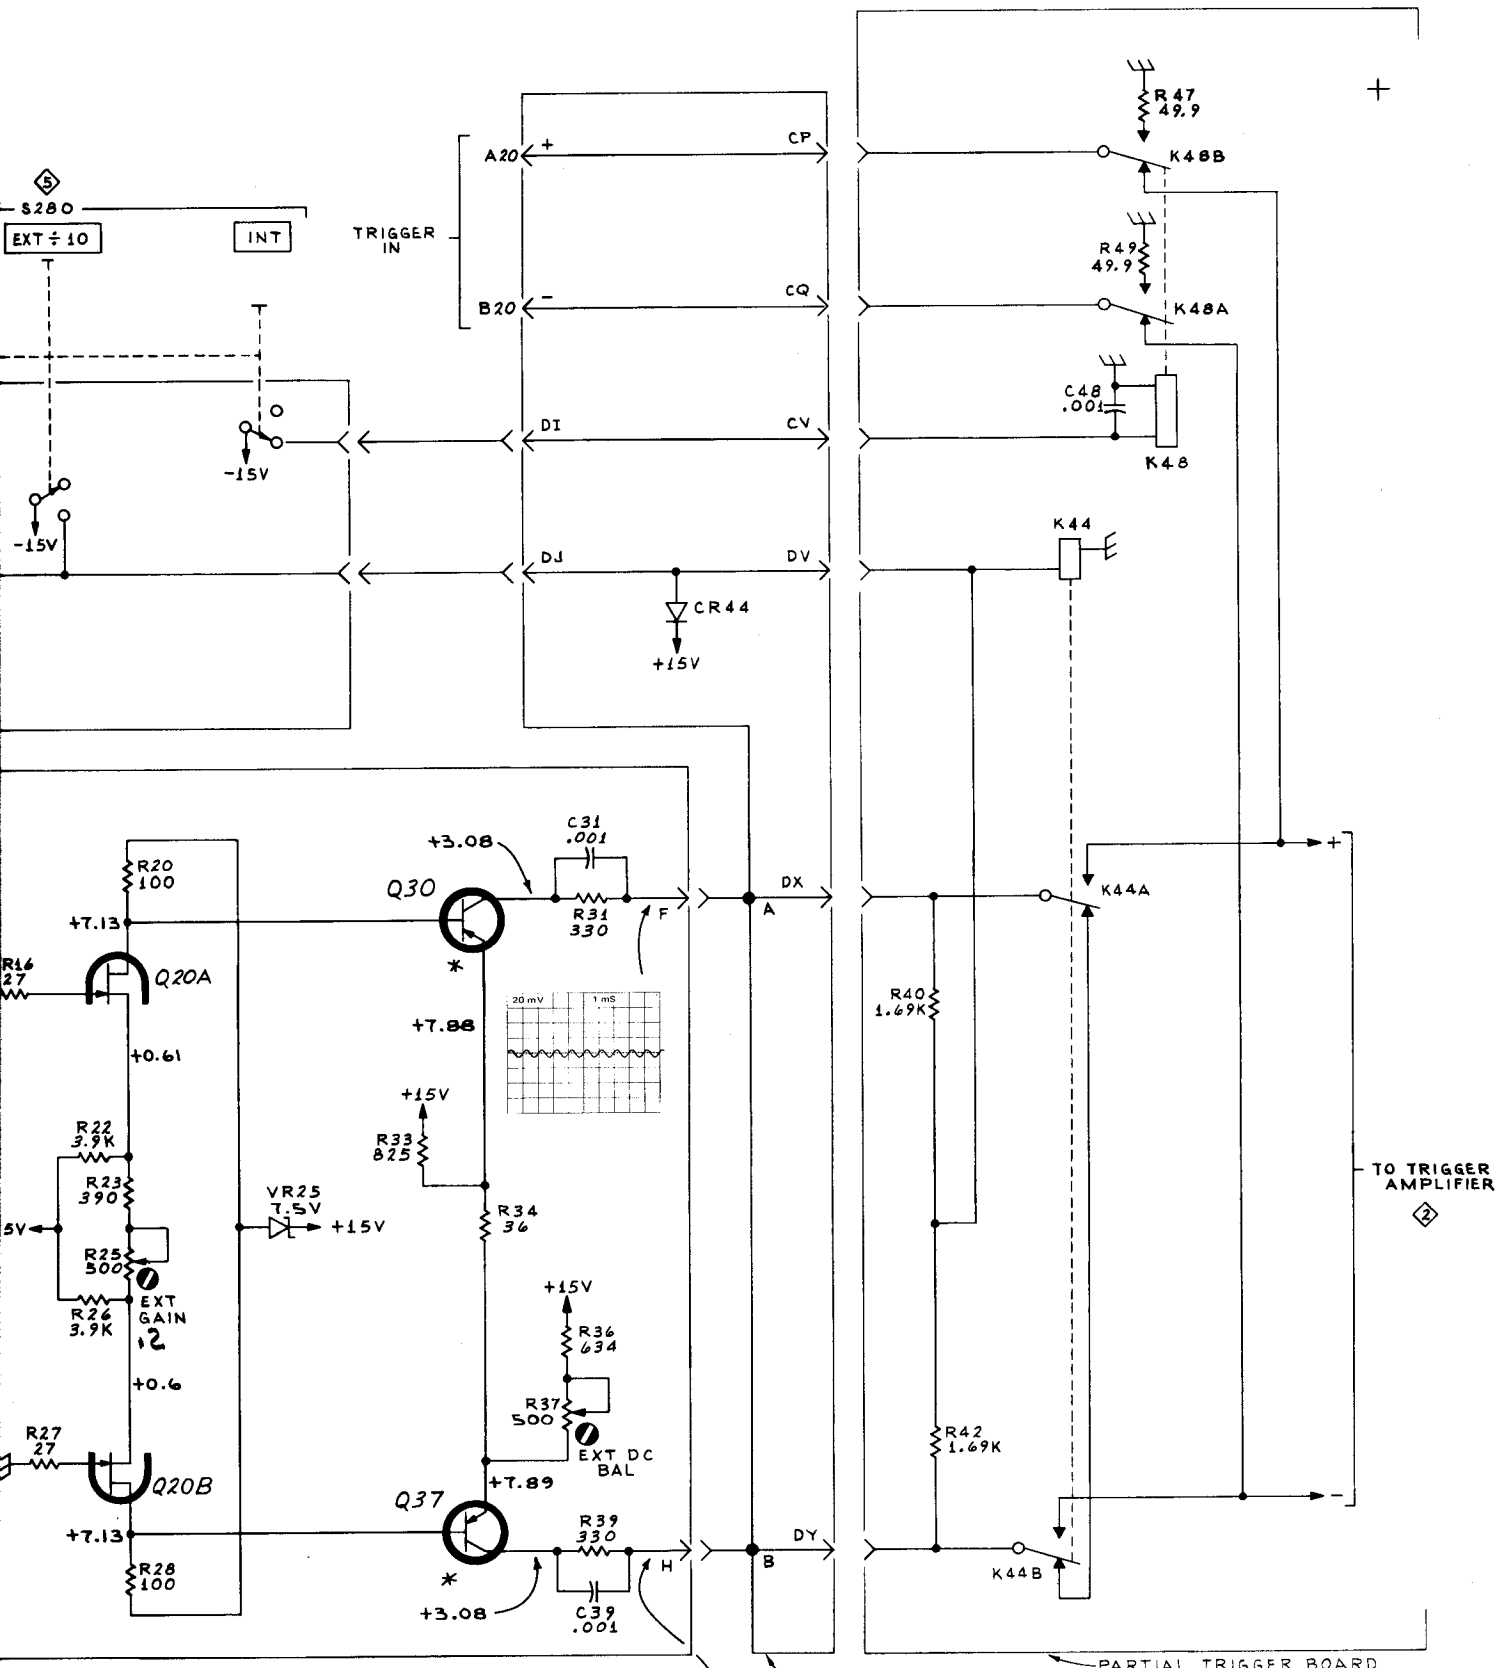 5
S280
EXT ÷ 10
INT
-15V
-15V
TRIGGER
IN
A20
+
CP
B20
-
CQ
DI
CV
DJ
DV
CR44
+15V
+
R47
49.9
K48B
R49
49.9
K48A
C48
.001
K48
K44
R20
100
+7.13
R16
27
Q20A
+0.61
R22
3.9K
R23
390
5V
R25
500
EXT
GAIN
R26
3.9K
+0.6
R27
27
Q20B
+7.13
R28
100
VR25
7.5V
+15V
+3.08
C31
.001
Q30
R31
330
F
*
20 mV
1 mS
+7.88
+15V
R33
825
R34
36
+15V
R36
634
R37
500
EXT DC
BAL
+7.89
Q37
R39
330
H
*
+3.08
C39
.001
A
DX
B
DY
K44A
R40
1.69K
R42
1.69K
K44B
+
-
TO TRIGGER
AMPLIFIER
2
PARTIAL TRIGGER BOARD